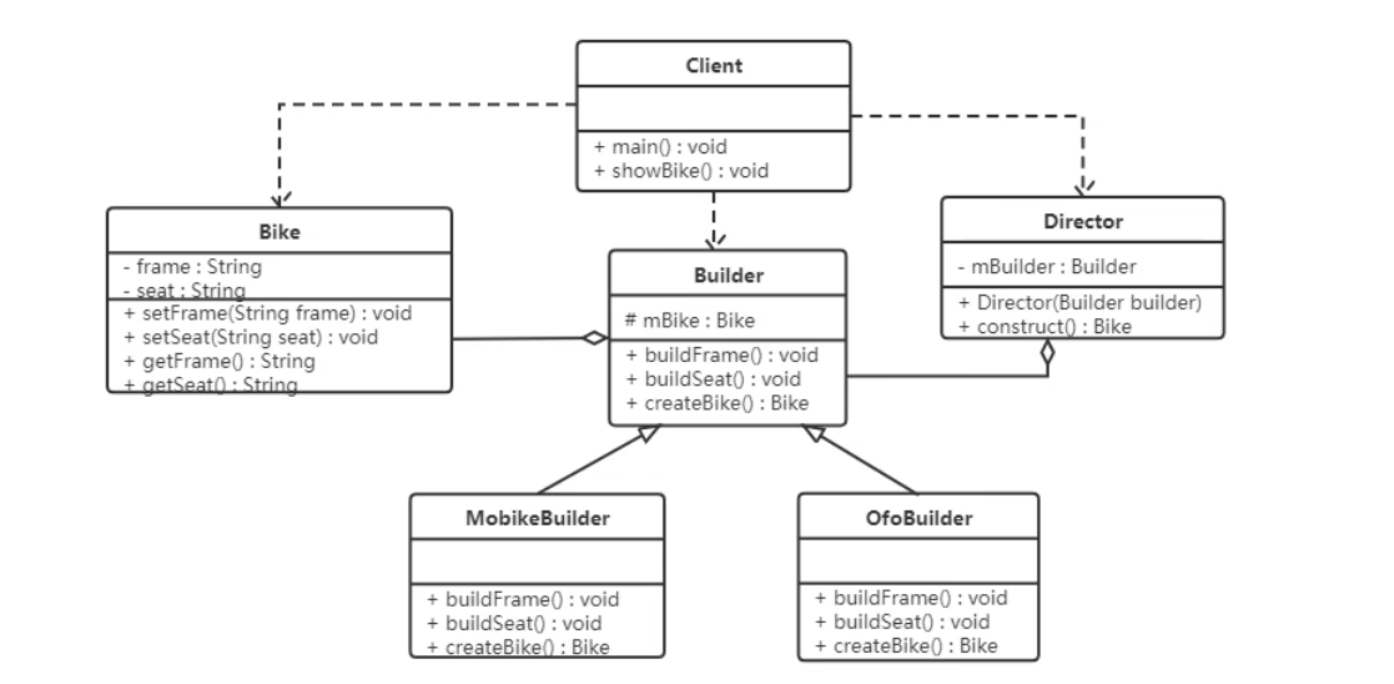 Client
+ main() : void
+ showBike() : void
Bike
- frame : String
- seat : String
+ setFrame(String frame) : void
+ setSeat(String seat) : void
+ getFrame() : String
+ getSeat() : String
Builder
# mBike : Bike
+ buildFrame() : void
+ buildSeat() : void
+ createBike() : Bike
Director
- mBuilder : Builder
+ Director(Builder builder)
+ construct() : Bike
MobikeBuilder
+ buildFrame() : void
+ buildSeat() : void
+ createBike() : Bike
OfoBuilder
+ buildFrame() : void
+ buildSeat() : void
+ createBike() : Bike